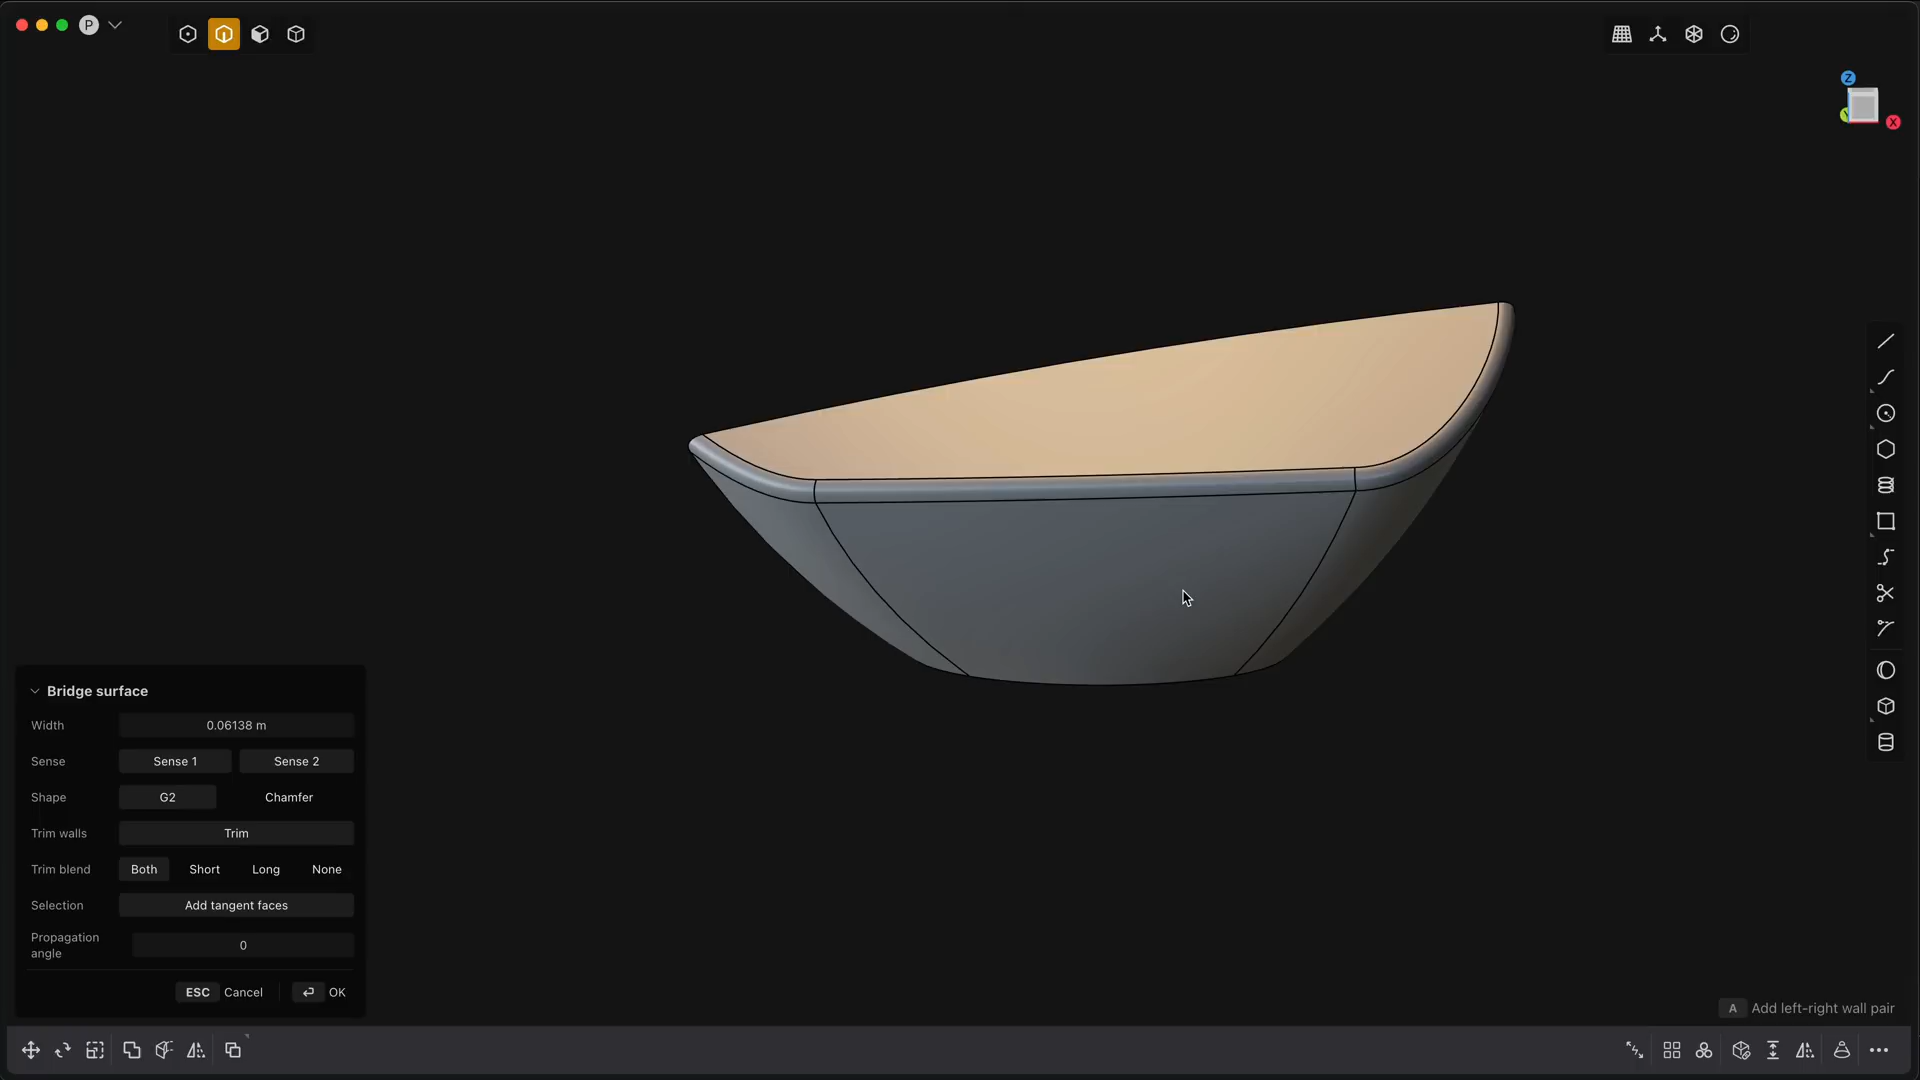 P
Z
Y
X
Bridge surface
Width 0.06138 m
Sense Sense 1 Sense 2
Shape G2 Chamfer
Trim walls Trim
Trim blend Both Short Long None
Selection Add tangent faces
Propagation
angle 0
ESC Cancel OK
A Add left-right wall pair